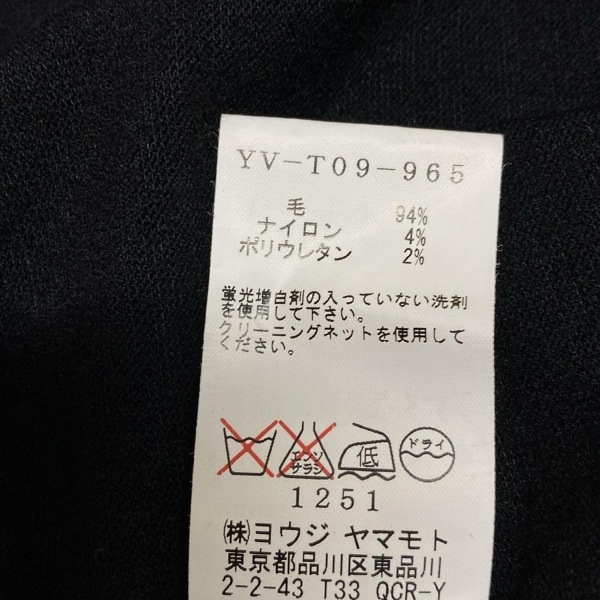 YV-T09-965
毛 94%
ナイロン 4%
ポリウレタン 2%
蛍光増白剤の入っていない洗剤
を使用して下さい。
クリーニングネットを使用して
ください。
エンソ サラシ 低 ドライ
1251
㈱ヨウジ ヤマモト
東京都品川区東品川
2-2-43 T33 QCR-Y